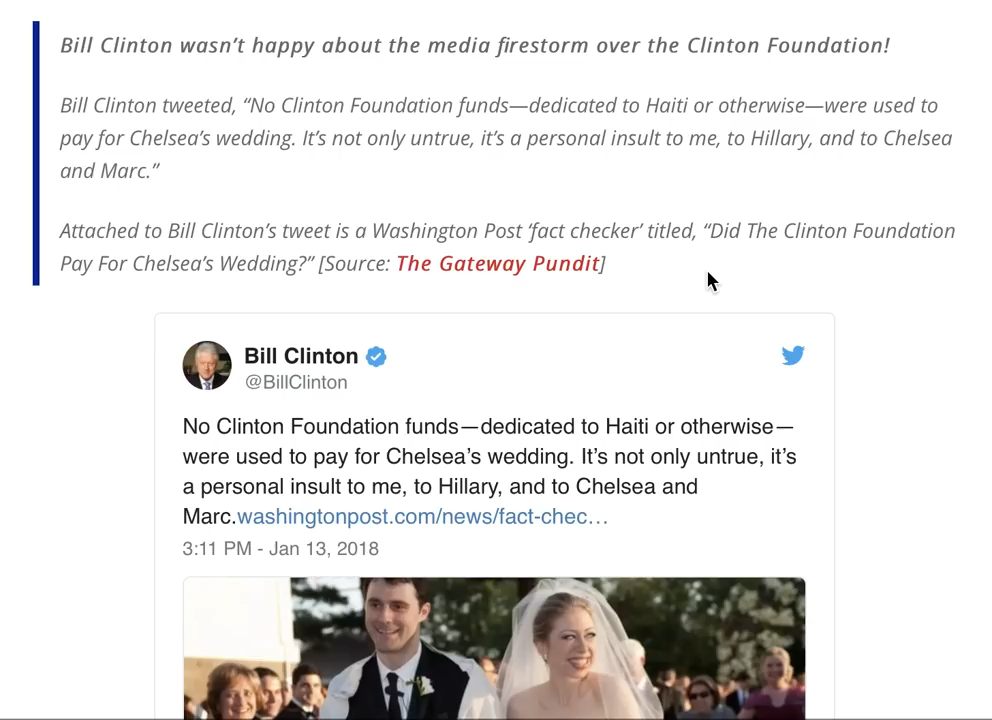 Bill Clinton wasn’t happy about the media firestorm over the Clinton Foundation!
Bill Clinton tweeted, “No Clinton Foundation funds—dedicated to Haiti or otherwise—were used to
pay for Chelsea’s wedding. It’s not only untrue, it’s a personal insult to me, to Hillary, and to Chelsea
and Marc.”
Attached to Bill Clinton’s tweet is a Washington Post ‘fact checker’ titled, “Did The Clinton Foundation
Pay For Chelsea’s Wedding?” [Source: The Gateway Pundit]
Bill Clinton
@BillClinton
No Clinton Foundation funds—dedicated to Haiti or otherwise—
were used to pay for Chelsea’s wedding. It’s not only untrue, it’s
a personal insult to me, to Hillary, and to Chelsea and
Marc.washingtonpost.com/news/fact-chec…
3:11 PM - Jan 13, 2018